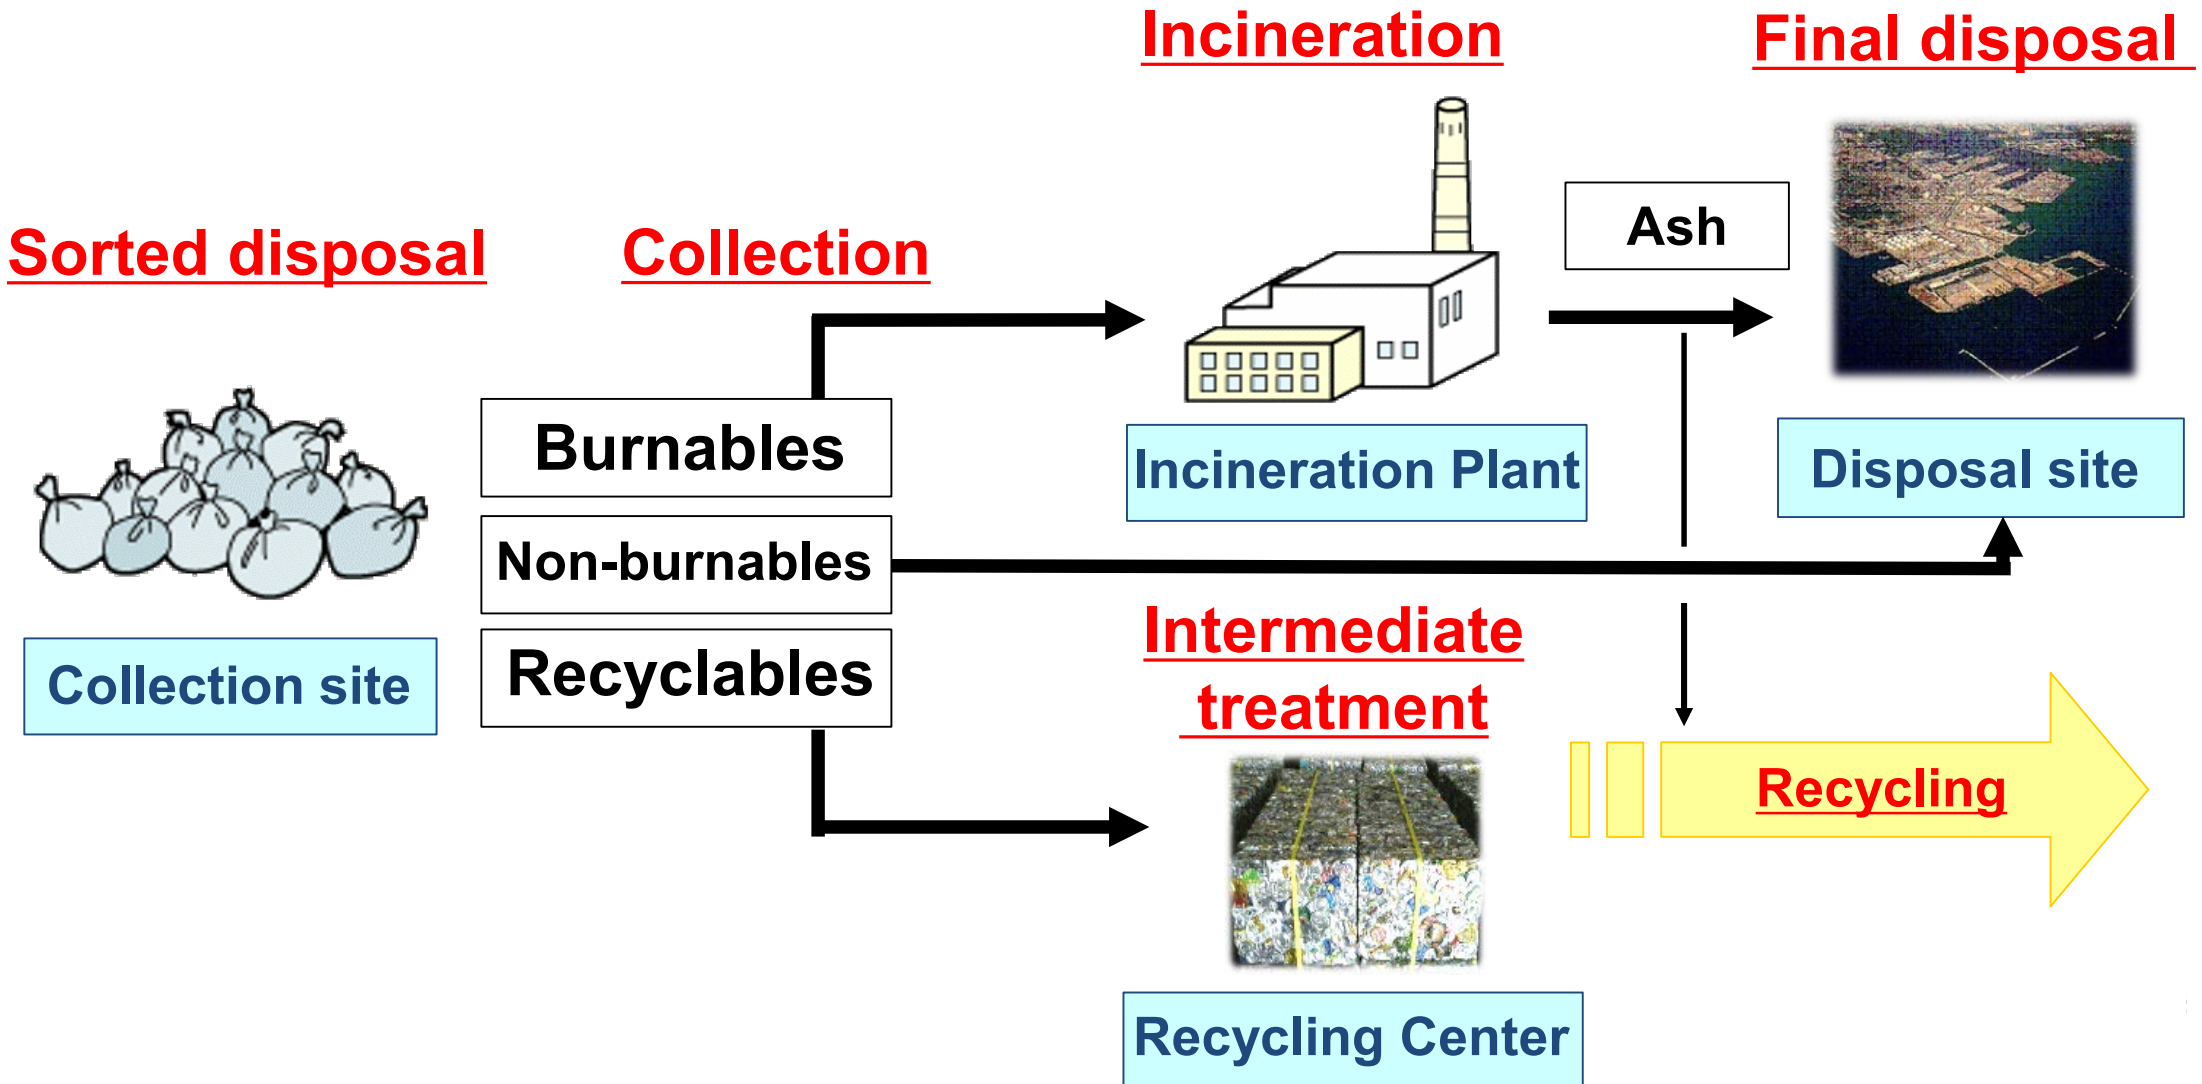 Incineration
Final disposal
Sorted disposal
Collection
Ash
Burnables
Incineration Plant
Disposal site
Non-burnables
Collection site
Recyclables
Intermediate
treatment
Recycling
Recycling Center